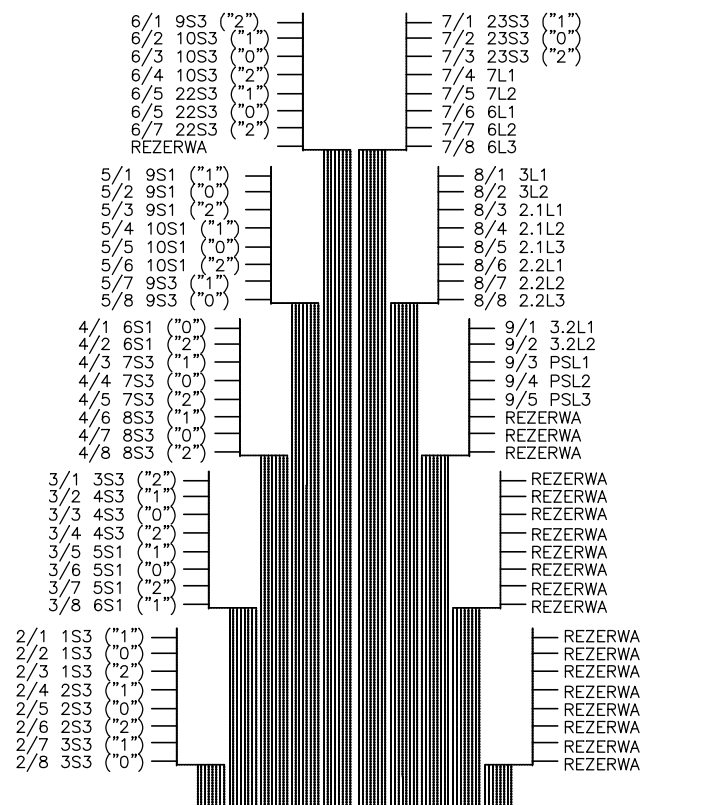 6/1 9S3 ("2")
6/2 10S3 ("1")
6/3 10S3 ("0")
6/4 10S3 ("2")
6/5 22S3 ("1")
6/5 22S3 ("0")
6/7 22S3 ("2")
REZERWA
7/1 23S3 ("1")
7/2 23S3 ("0")
7/3 23S3 ("2")
7/4 7L1
7/5 7L2
7/6 6L1
7/7 6L2
7/8 6L3
5/1 9S1 ("1")
5/2 9S1 ("0")
5/3 9S1 ("2")
5/4 10S1 ("1")
5/5 10S1 ("0")
5/6 10S1 ("2")
5/7 9S3 ("1")
5/8 9S3 ("0")
8/1 3L1
8/2 3L2
8/3 2.1L1
8/4 2.1L2
8/5 2.1L3
8/6 2.2L1
8/7 2.2L2
8/8 2.2L3
4/1 6S1 ("0")
4/2 6S1 ("2")
4/3 7S3 ("1")
4/4 7S3 ("0")
4/5 7S3 ("2")
4/6 8S3 ("1")
4/7 8S3 ("0")
4/8 8S3 ("2")
9/1 3.2L1
9/2 3.2L2
9/3 PSL1
9/4 PSL2
9/5 PSL3
REZERWA
REZERWA
REZERWA
3/1 3S3 ("2")
3/2 4S3 ("1")
3/3 4S3 ("0")
3/4 4S3 ("2")
3/5 5S1 ("1")
3/6 5S1 ("0")
3/7 5S1 ("2")
3/8 6S1 ("1")
REZERWA
REZERWA
REZERWA
REZERWA
REZERWA
REZERWA
REZERWA
REZERWA
2/1 1S3 ("1")
2/2 1S3 ("0")
2/3 1S3 ("2")
2/4 2S3 ("1")
2/5 2S3 ("0")
2/6 2S3 ("2")
2/7 3S3 ("1")
2/8 3S3 ("0")
REZERWA
REZERWA
REZERWA
REZERWA
REZERWA
REZERWA
REZERWA
REZERWA